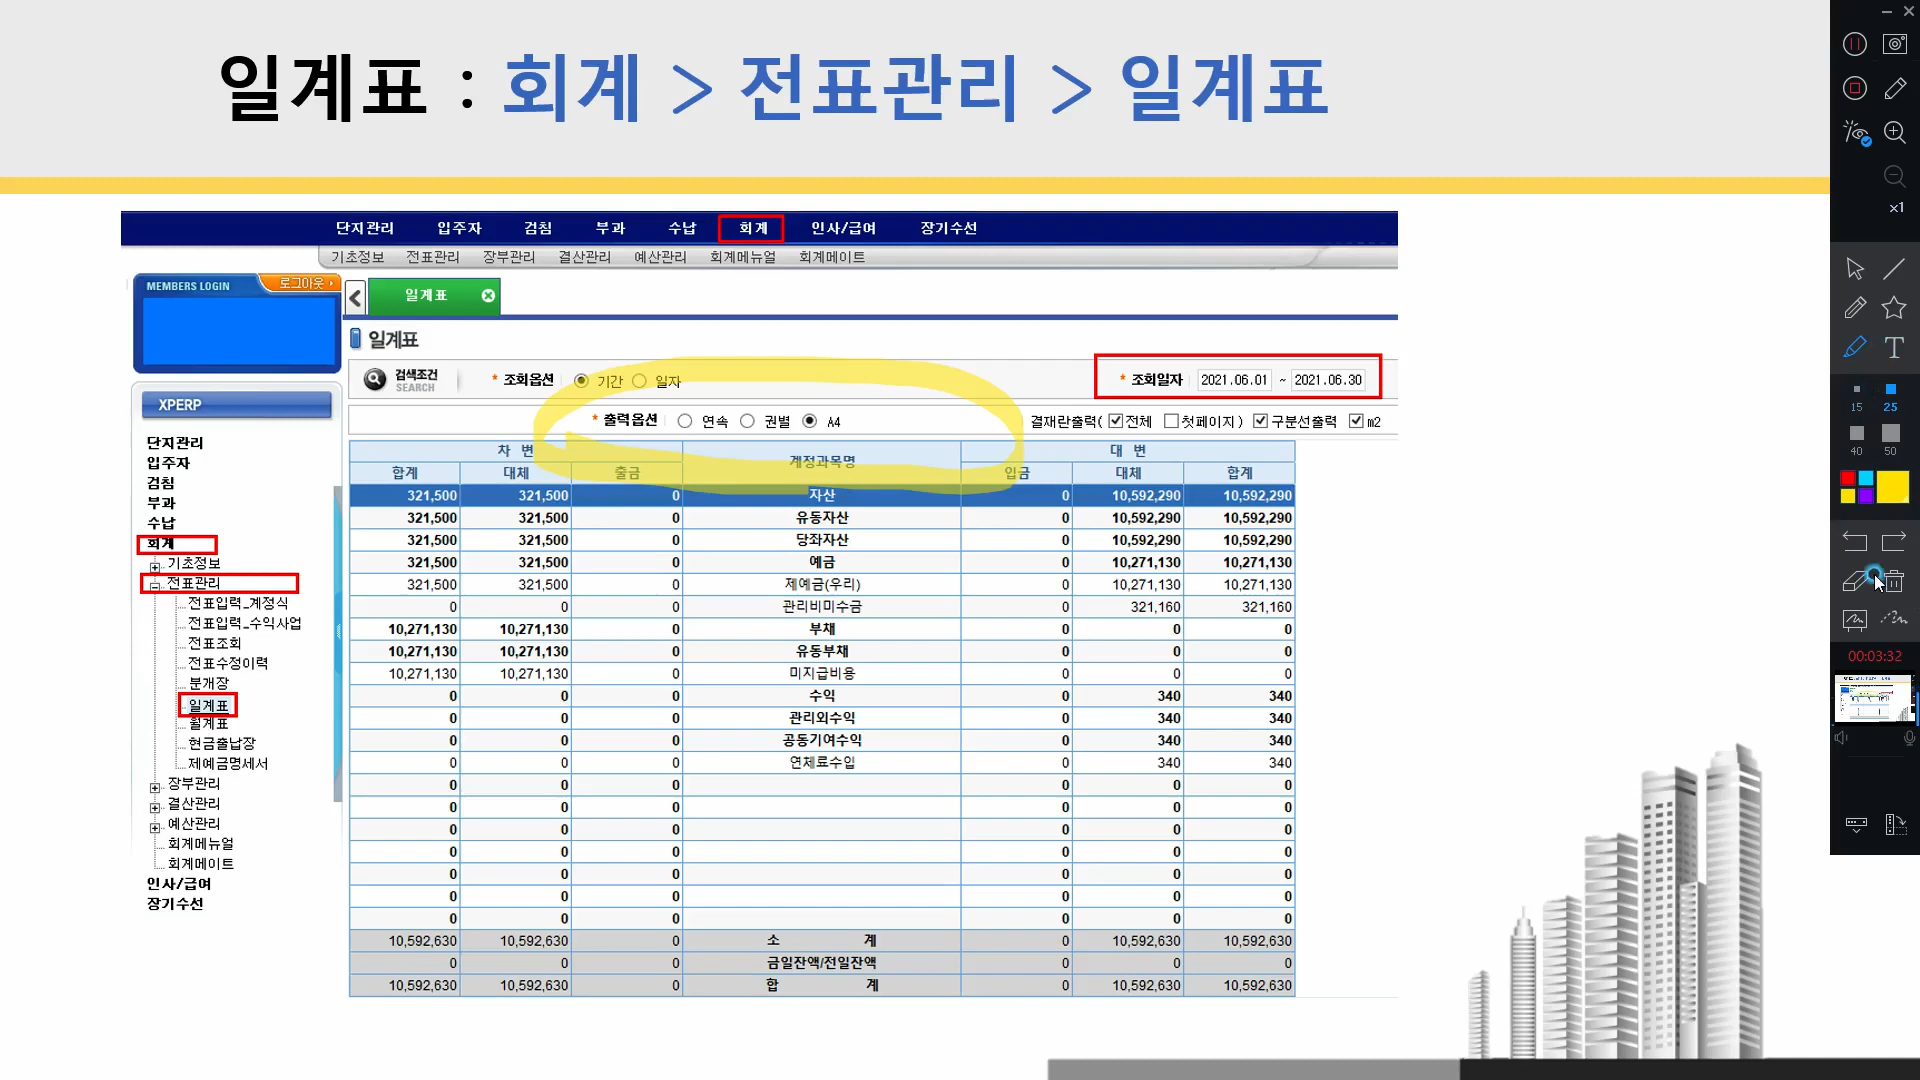 일계표 : 회계 > 전표관리 > 일계표
단지관리 입주자 검침 부과 수납 회계 인사/급여 장기수선
기초정보 전표관리 장부관리 결산관리 예산관리 회계메뉴얼 회계메이트
MEMBERS LOGIN 로그아웃
일계표
일계표
검색조건 SEARCH * 조회옵션 기간 일자 * 조회일자 2021.06.01 ~ 2021.06.30
* 출력옵션 연속 권별 A4 결재란출력( 전체 첫페이지 ) 구분선출력 m2
XPERP
단지관리
입주자
검침
부과
수납
회계
기초정보
전표관리
전표입력_계정식
전표입력_수익사업
전표조회
전표수정이력
분개장
일계표
월계표
현금출납장
제예금명세서
장부관리
결산관리
예산관리
회계메뉴얼
회계메이트
인사/급여
장기수선
차 변 계정과목명 대 변
합계 대체 출금 입금 대체 합계
321,500 321,500 0 자산 0 10,592,290 10,592,290
321,500 321,500 0 유동자산 0 10,592,290 10,592,290
321,500 321,500 0 당좌자산 0 10,592,290 10,592,290
321,500 321,500 0 예금 0 10,271,130 10,271,130
321,500 321,500 0 제예금(우리) 0 10,271,130 10,271,130
0 0 0 관리비미수금 0 321,160 321,160
10,271,130 10,271,130 0 부채 0 0 0
10,271,130 10,271,130 0 유동부채 0 0 0
10,271,130 10,271,130 0 미지급비용 0 0 0
0 0 0 수익 0 340 340
0 0 0 관리외수익 0 340 340
0 0 0 공동기여수익 0 340 340
0 0 0 연체료수입 0 340 340
0 0 0 0 0 0
0 0 0 0 0 0
0 0 0 0 0 0
0 0 0 0 0 0
0 0 0 0 0 0
0 0 0 0 0 0
0 0 0 0 0 0
10,592,630 10,592,630 0 소 계 0 10,592,630 10,592,630
0 0 0 금일잔액/전일잔액 0 0 0
10,592,630 10,592,630 0 합 계 0 10,592,630 10,592,630
x1
T
15 25
40 50
00:03:32